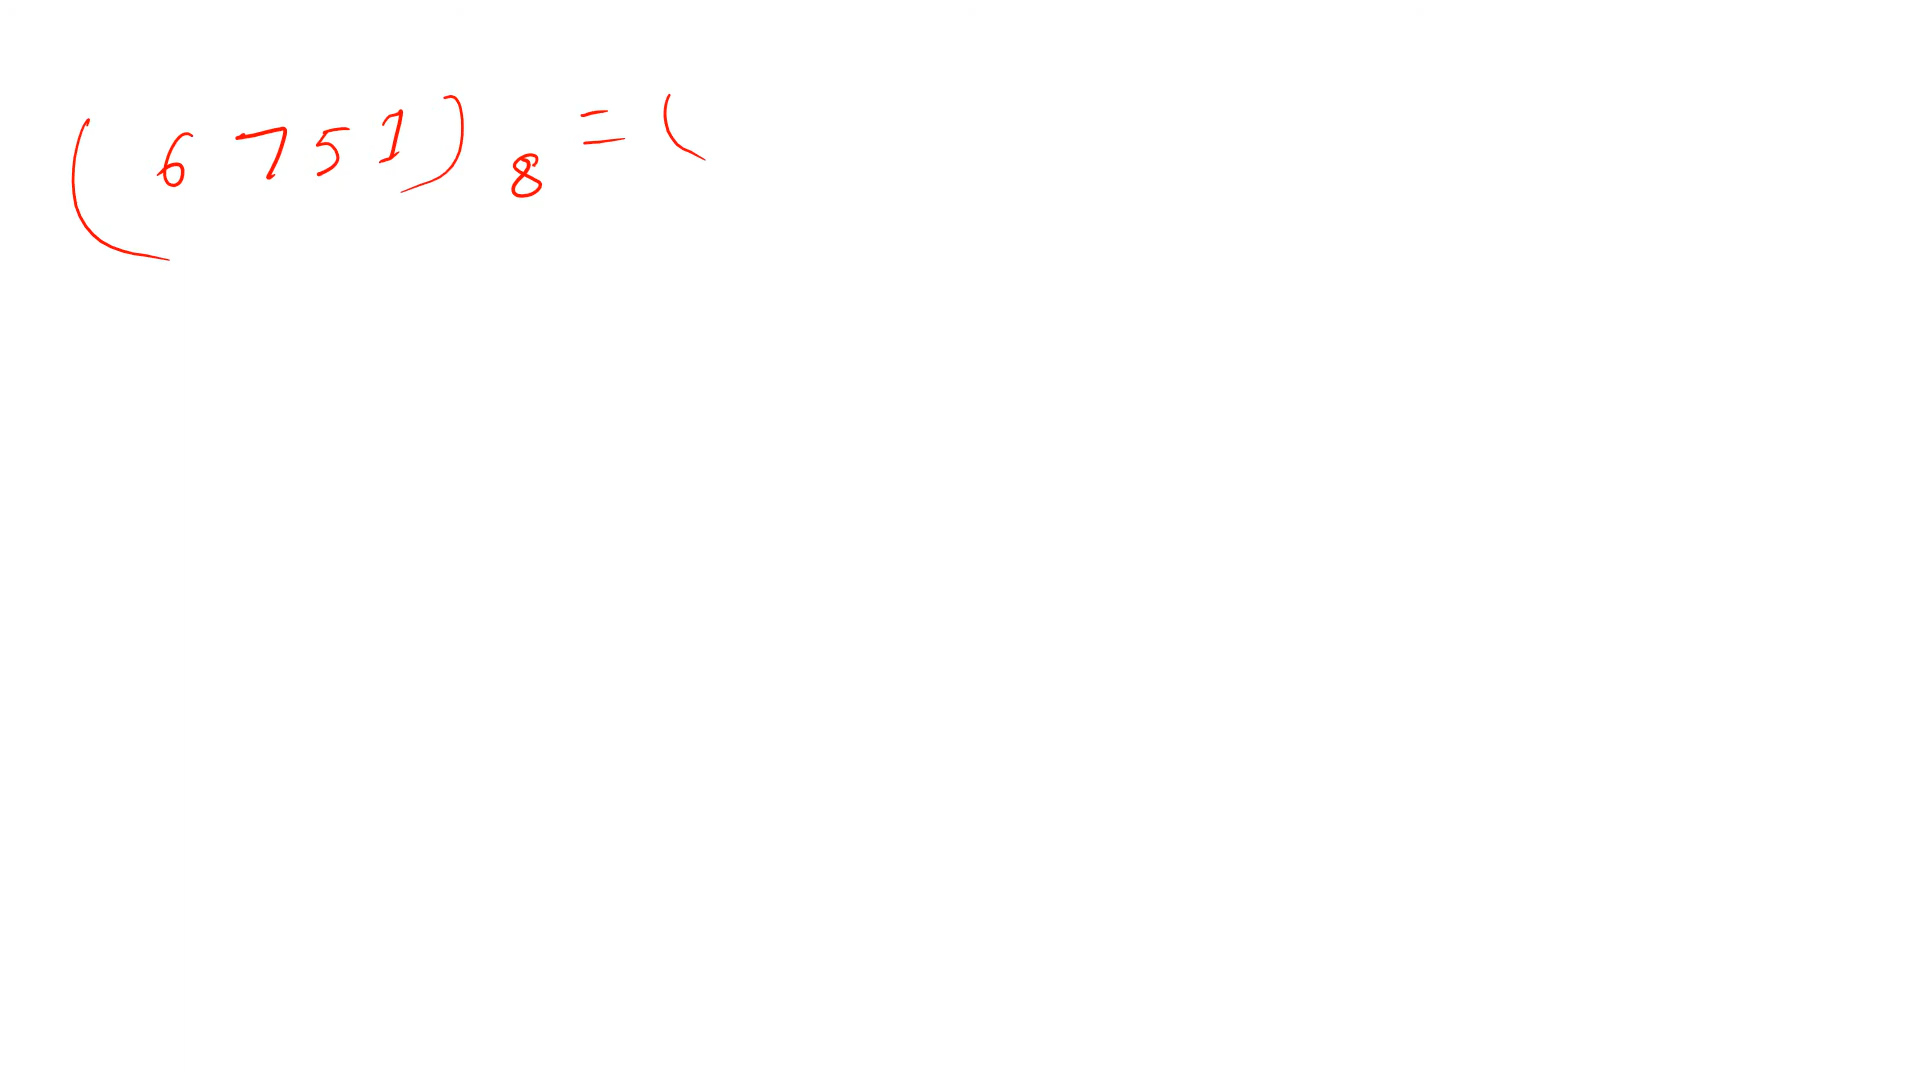 (6751)₈ = (